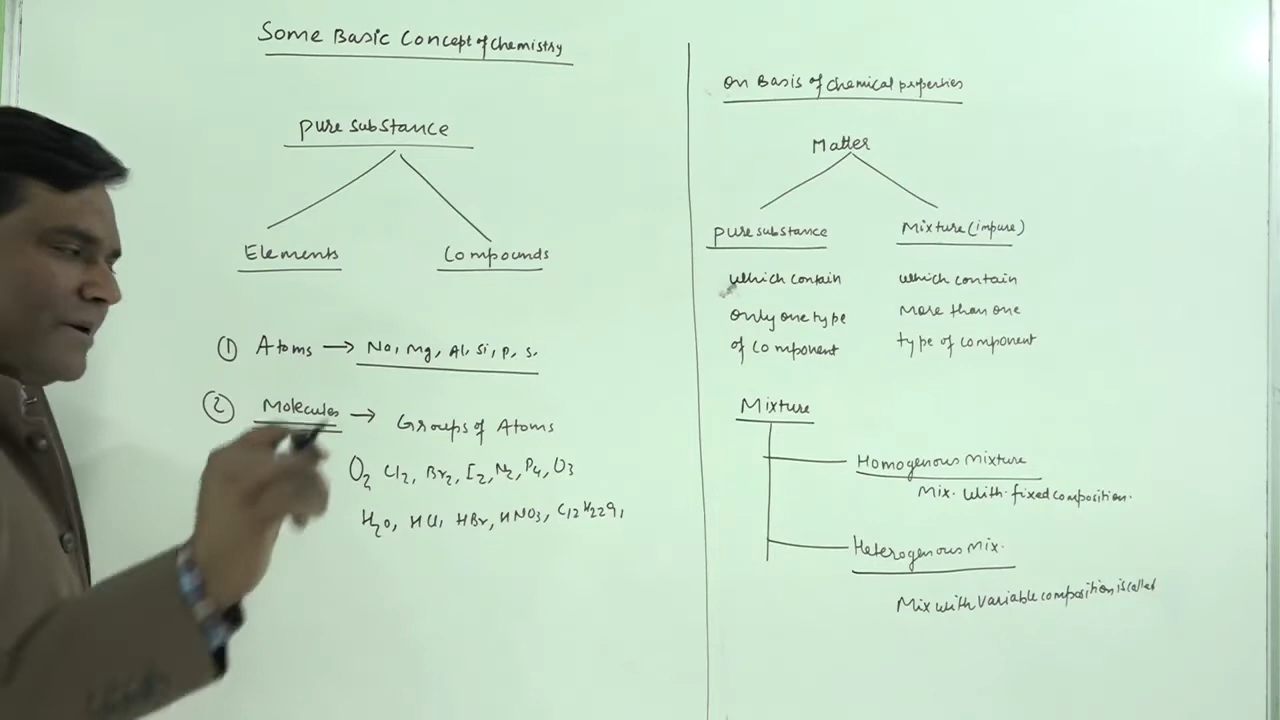 Some Basic Concept of Chemistry
pure substance
Elements Compounds
① Atoms → Na, Mg, Al, Si, P, S.
② Molecules → Groups of Atoms
O2 Cl2, Br2, I2, N2, P4, O3
H2O, HCl, HBr, HNO3, C12H22O11
On Basis of chemical properties
Matter
pure substance Mixture (impure)
which contain which contain
only one type More than one
of component type of component
Mixture
Homogenous Mixture
Mix. With fixed composition.
Heterogenous Mix.
Mix with Variable composition is called